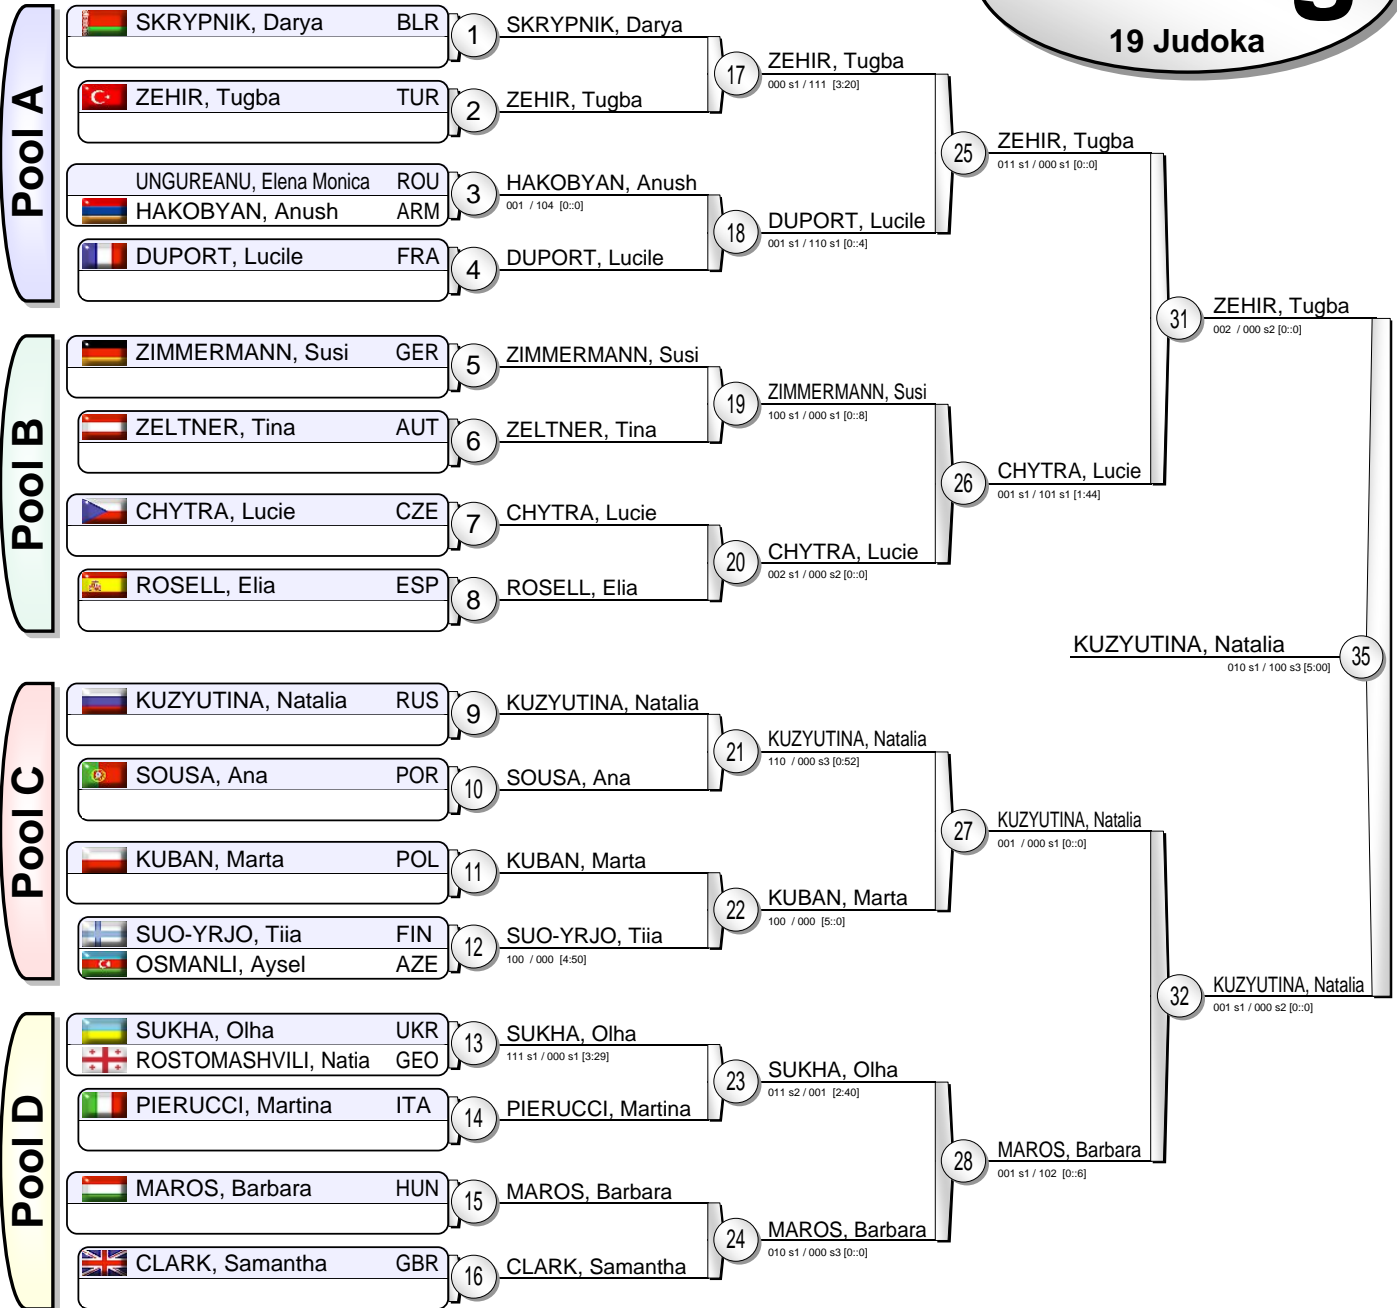 19 Judoka
Pool A
SKRYPNIK, Darya BLR
1
SKRYPNIK, Darya
17
ZEHIR, Tugba
000 s1 / 111 [3:20]
ZEHIR, Tugba TUR
2
ZEHIR, Tugba
25
ZEHIR, Tugba
011 s1 / 000 s1 [0::0]
UNGUREANU, Elena Monica ROU
HAKOBYAN, Anush ARM
3
HAKOBYAN, Anush
001 / 104 [0::0]
18
DUPORT, Lucile
001 s1 / 110 s1 [0::4]
DUPORT, Lucile FRA
4
DUPORT, Lucile
31
ZEHIR, Tugba
002 / 000 s2 [0::0]
Pool B
ZIMMERMANN, Susi GER
5
ZIMMERMANN, Susi
19
ZIMMERMANN, Susi
100 s1 / 000 s1 [0::8]
ZELTNER, Tina AUT
6
ZELTNER, Tina
26
CHYTRA, Lucie
001 s1 / 101 s1 [1:44]
CHYTRA, Lucie CZE
7
CHYTRA, Lucie
20
CHYTRA, Lucie
002 s1 / 000 s2 [0::0]
ROSELL, Elia ESP
8
ROSELL, Elia
KUZYUTINA, Natalia
010 s1 / 100 s3 [5:00]
35
Pool C
KUZYUTINA, Natalia RUS
9
KUZYUTINA, Natalia
21
KUZYUTINA, Natalia
110 / 000 s3 [0:52]
SOUSA, Ana POR
10
SOUSA, Ana
27
KUZYUTINA, Natalia
001 / 000 s1 [0::0]
KUBAN, Marta POL
11
KUBAN, Marta
22
KUBAN, Marta
100 / 000 [5::0]
SUO-YRJO, Tiia FIN
OSMANLI, Aysel AZE
12
SUO-YRJO, Tiia
100 / 000 [4:50]
32
KUZYUTINA, Natalia
001 s1 / 000 s2 [0::0]
Pool D
SUKHA, Olha UKR
ROSTOMASHVILI, Natia GEO
13
SUKHA, Olha
111 s1 / 000 s1 [3:29]
23
SUKHA, Olha
011 s2 / 001 [2:40]
PIERUCCI, Martina ITA
14
PIERUCCI, Martina
28
MAROS, Barbara
001 s1 / 102 [0::6]
MAROS, Barbara HUN
15
MAROS, Barbara
24
MAROS, Barbara
010 s1 / 000 s3 [0::0]
CLARK, Samantha GBR
16
CLARK, Samantha